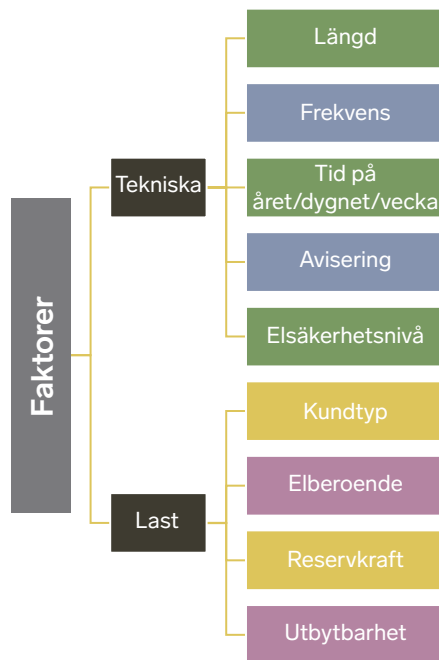 Faktorer
Tekniska
Längd
Frekvens
Tid på
året/dygnet/vecka
Avisering
Elsäkerhetsnivå
Last
Kundtyp
Elberoende
Reservkraft
Utbytbarhet